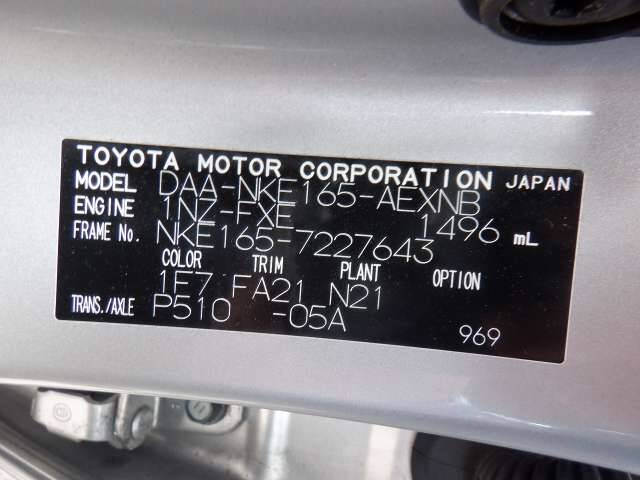 TOYOTA MOTOR CORPORATION JAPAN
MODEL DAA-NKE165-AEXNB
ENGINE 1NZ-FXE 1496 mL
FRAME No. NKE165-7227643
COLOR TRIM PLANT OPTION
1F7 FA21 N21
TRANS./AXLE P510 -05A
969